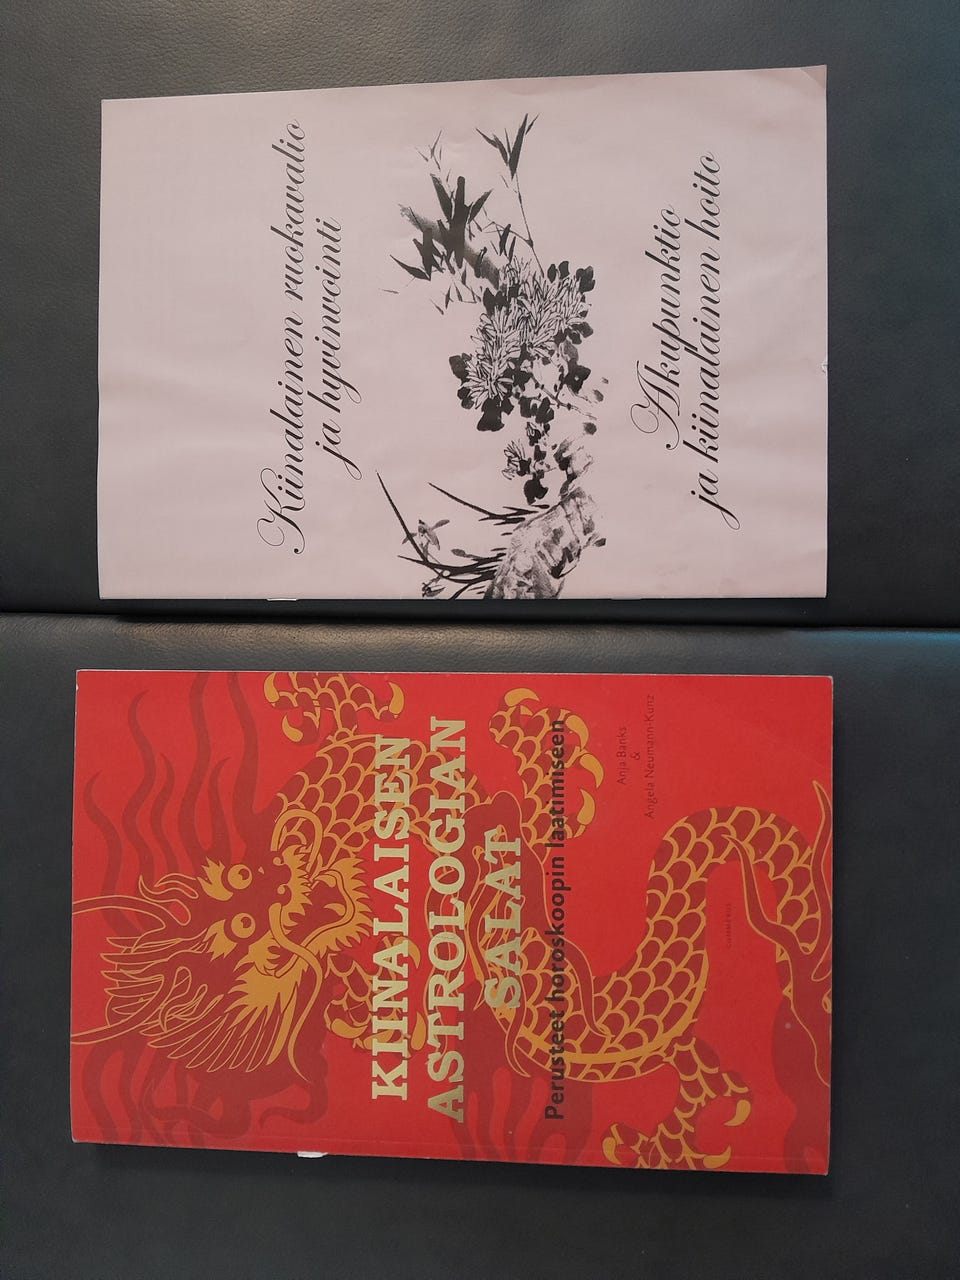 Kiinalainen ruokavalio
ja hyvinvointi
Akupunktio
ja kiinalainen hoito
KIINALAISEN
ASTROLOGIAN
SALAT
Perusteet horoskoopin laatimiseen
Anja Banks
&
Angela Neumann-Kunz
GUMMERUS